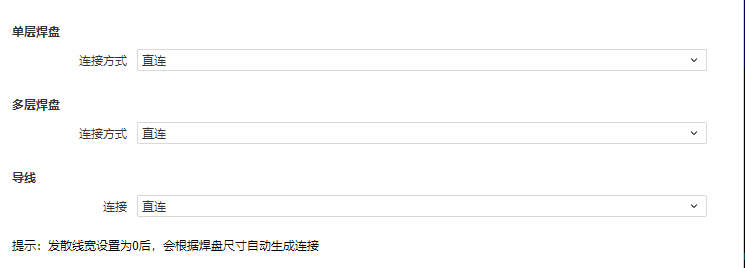 单层焊盘
连接方式 直连
多层焊盘
连接方式 直连
导线
连接 直连
提示：发散线宽设置为0后，会根据焊盘尺寸自动生成连接